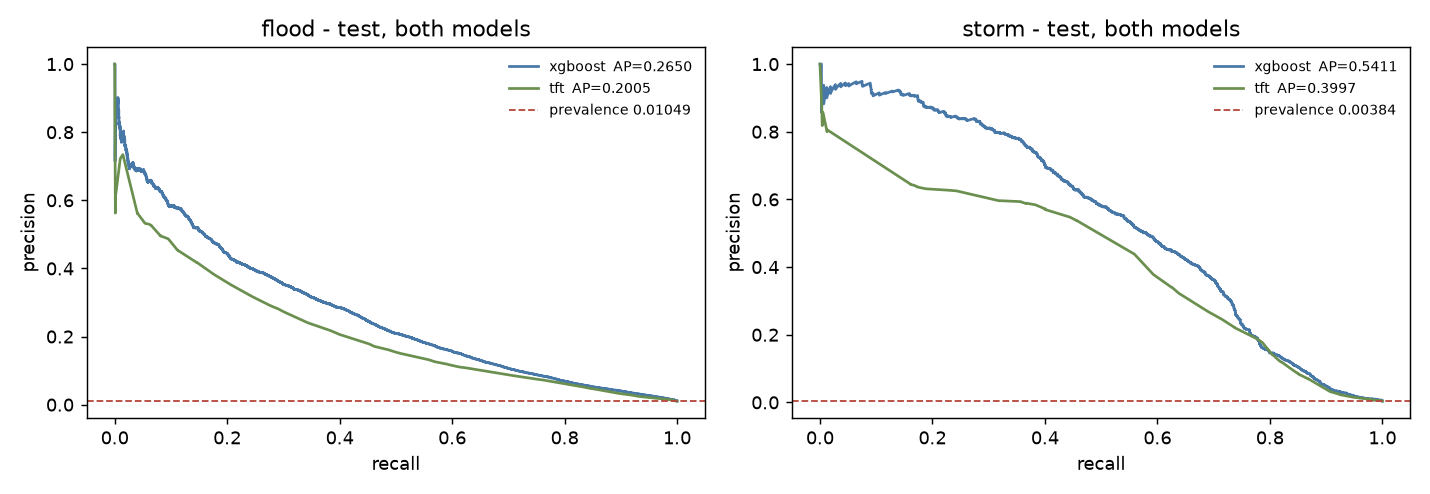 flood - test, both models
1.0
0.8
0.6
0.4
0.2
0.0
precision
0.0 0.2 0.4 0.6 0.8 1.0
recall
xgboost AP=0.2650
tft AP=0.2005
prevalence 0.01049
storm - test, both models
1.0
0.8
0.6
0.4
0.2
0.0
precision
0.0 0.2 0.4 0.6 0.8 1.0
recall
xgboost AP=0.5411
tft AP=0.3997
prevalence 0.00384